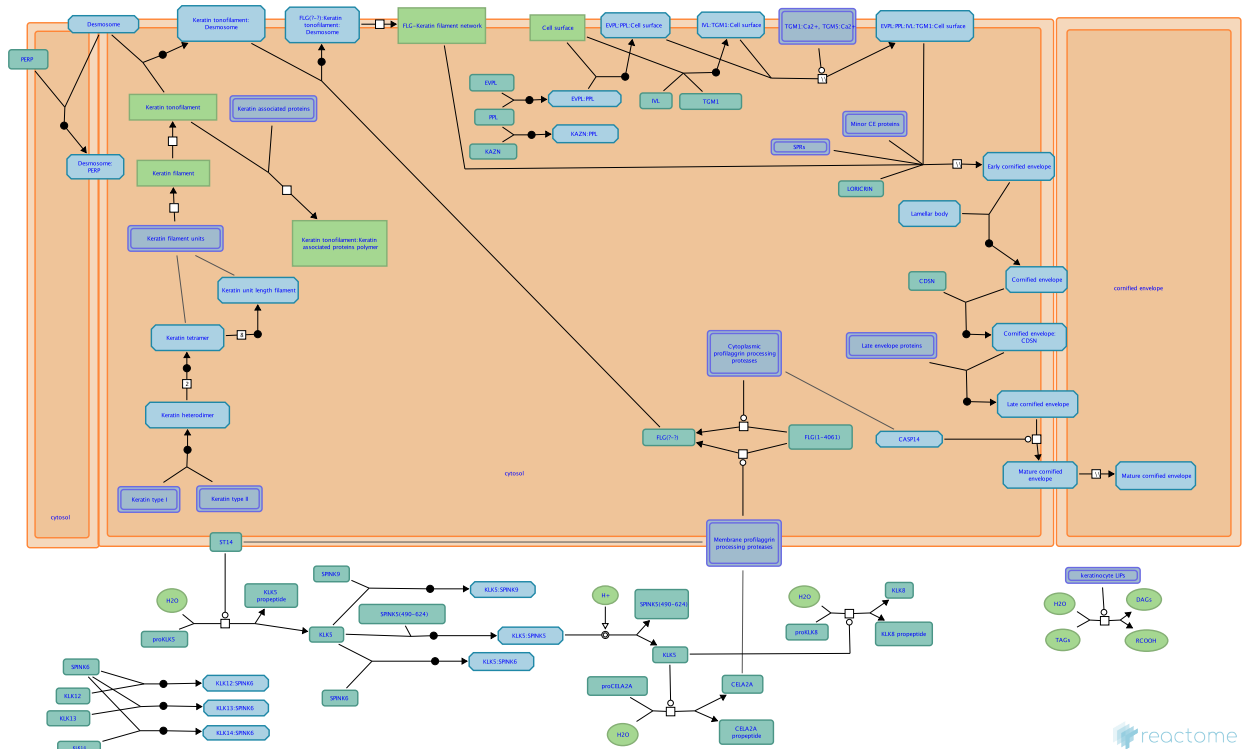 Desmosome
Keratin tonofilament:
Desmosome
FLG(?-?):Keratin
tonofilament:
Desmosome
FLG-Keratin filament network
Cell surface
EVPL:PPL:Cell surface
IVL:TGM1:Cell surface
TGM1:Ca2+, TGM5:Ca2+
EVPL:PPL:IVL:TGM1:Cell surface
PERP
Keratin tonofilament
Keratin associated proteins
EVPL
EVPL:PPL
IVL
TGM1
PPL
KAZN:PPL
KAZN
\\
Minor CE proteins
SPRs
\\
Early cornified envelope
LORICRIN
Desmosome:
PERP
Keratin filament
Lamellar body
Keratin tonofilament:Keratin
associated proteins polymer
Keratin filament units
Keratin unit length filament
CDSN
Cornified envelope
cornified envelope
Keratin tetramer
8
Cytoplasmic
profilaggrin processing
proteases
Late envelope proteins
Cornified envelope:
CDSN
2
Keratin heterodimer
Late cornified envelope
FLG(?-?)
FLG(1-4061)
CASP14
cytosol
Mature cornified
envelope
\\
Mature cornified envelope
Keratin type I
Keratin type II
cytosol
ST14
Membrane profilaggrin
processing proteases
SPINK9
KLK5:SPINK9
KLK5
propeptide
H2O
H+
SPINK5(490-624)
SPINK5(490-624)
H2O
KLK8
keratinocyte LIPs
H2O
DAGs
proKLK5
KLK5
KLK5:SPINK5
proKLK8
KLK8 propeptide
TAGs
RCOOH
KLK5
KLK5:SPINK6
SPINK6
SPINK6
KLK12:SPINK6
KLK12
proCELA2A
CELA2A
KLK13:SPINK6
KLK13
KLK14:SPINK6
H2O
CELA2A
propeptide
reactome